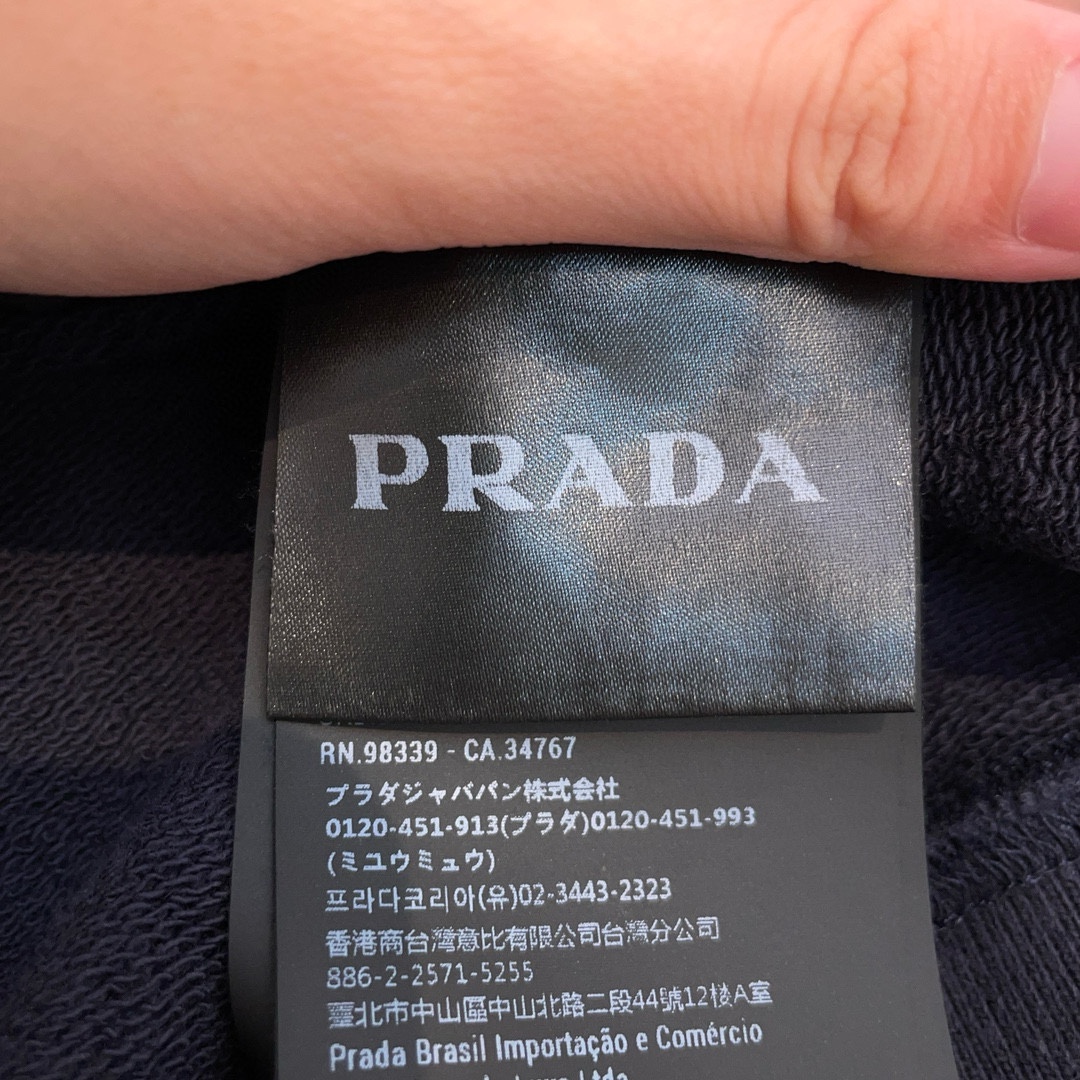 PRADA
RN.98339 - CA.34767
プラダジャババン株式会社
0120-451-913(プラダ)0120-451-993
(ミユウミュウ)
프라다코리아(유)02-3443-2323
香港商台灣意比有限公司台灣分公司
886-2-2571-5255
臺北市中山區中山北路二段44號12樓A室
Prada Brasil Importação e Comércio
Ltda